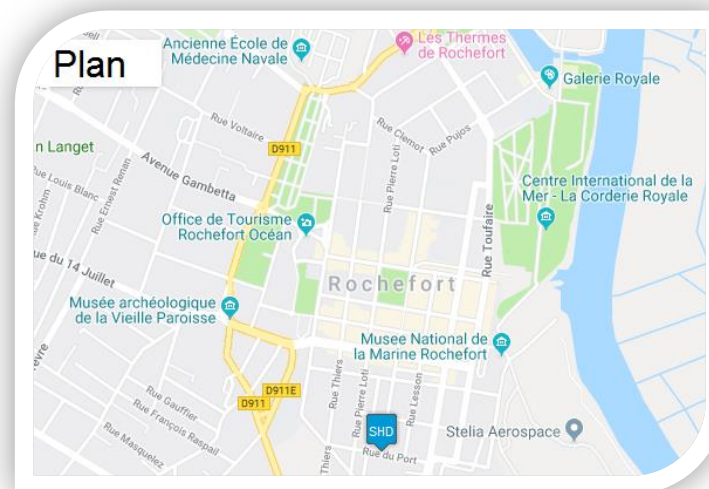 Plan
Ancienne École de
Médecine Navale
Les Thermes
de Rochefort
Galerie Royale
Rue Voltaire
Rue Clemot
Rue Pujos
D911
n Langet
Rue Pierre Loti
Avenue Gambetta
Rue Louis Blanc
Rue Ernest Renan
Krohm
Centre International de la
Mer - La Corderie Royale
Office de Tourisme
Rochefort Océan
Rue Toufaire
ue du 14 Juillet
Rochefort
Musée archéologique
de la Vieille Paroisse
Musee National de
la Marine Rochefort
Rue Thiers
Rue Pierre Loti
Rue Lesson
D911E
Rue Gauffier
D911
Rue François Raspail
SHD
Stelia Aerospace
Rue Masquelez
Thiers
Rue du Port